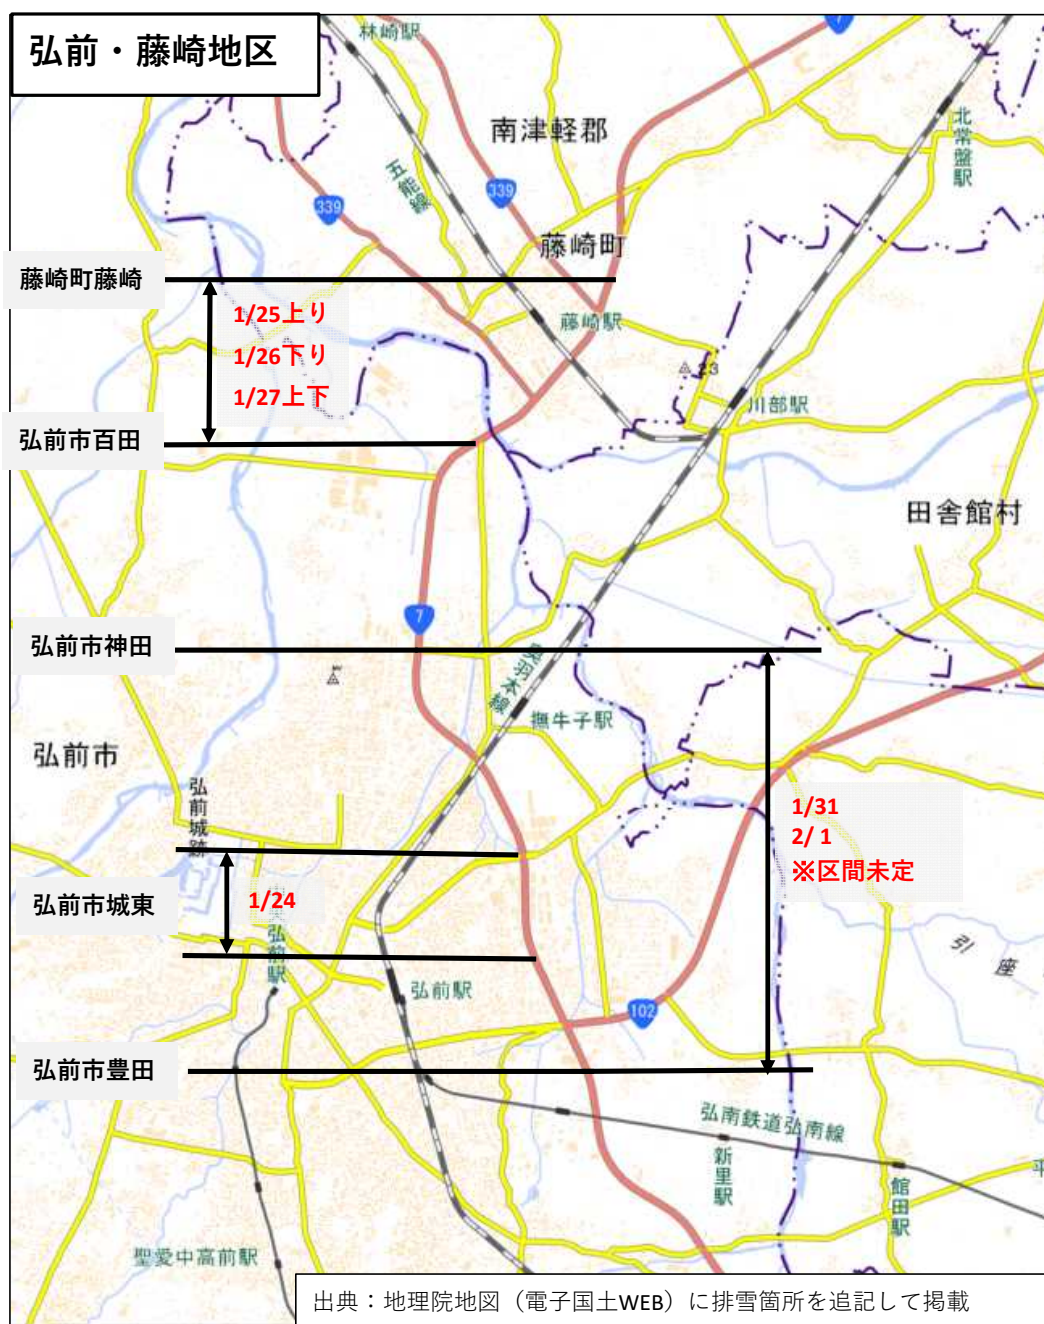 弘前・藤崎地区
林崎駅
7
南津軽郡
北常盤駅
五能線
339
339
藤崎町
藤崎町藤崎
1/25上り
1/26下り
1/27上下
藤崎駅
23
川部駅
弘前市百田
田舎館村
7
弘前市神田
奥羽本線
撫牛子駅
弘前市
弘前城跡
1/31
2/ 1
※区間未定
弘前市城東
1/24
弘前駅
引座
弘前駅
102
弘前市豊田
弘南鉄道弘南線
新里駅
平
館田駅
聖愛中高前駅
出典：地理院地図（電子国土WEB）に排雪箇所を追記して掲載